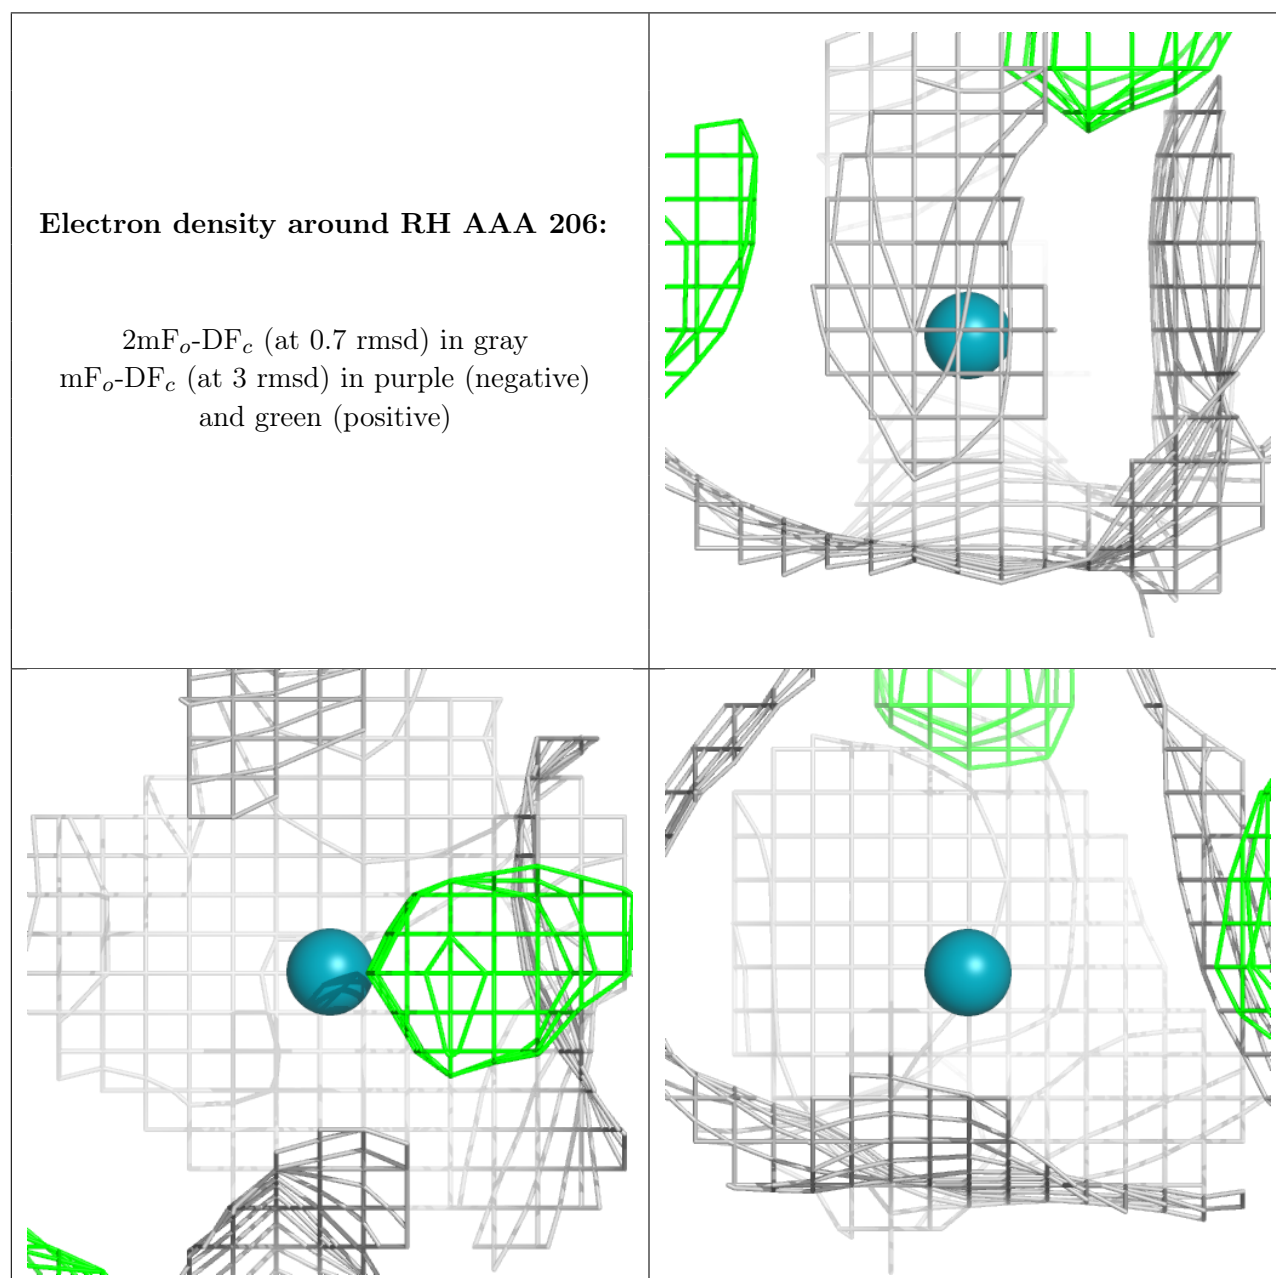 Electron density around RH AAA 206:
2mFo-DFc (at 0.7 rmsd) in gray
mFo-DFc (at 3 rmsd) in purple (negative)
and green (positive)